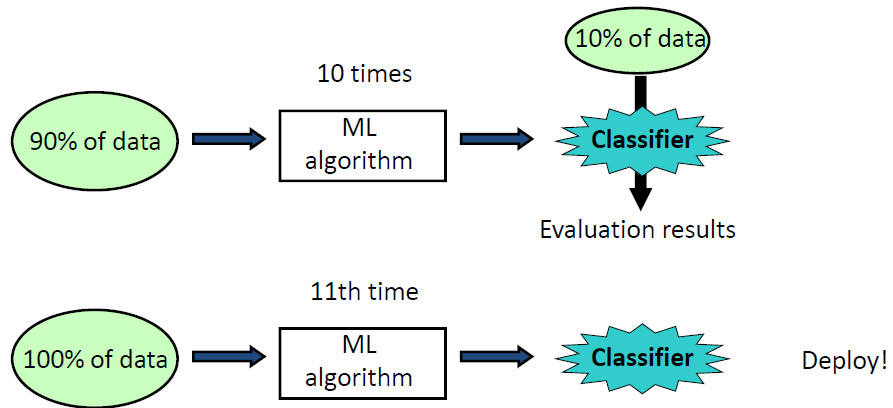 10% of data
10 times
90% of data
ML
algorithm
Classifier
Evaluation results
11th time
100% of data
ML
algorithm
Classifier
Deploy!